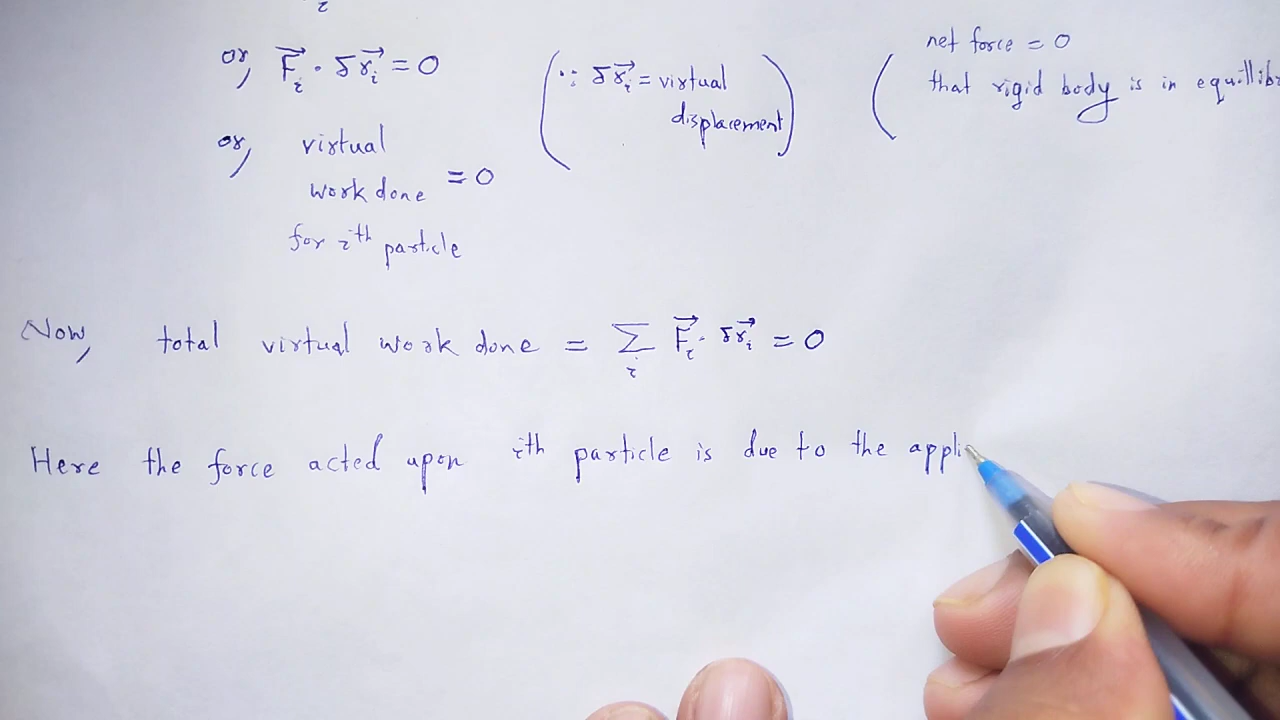 i
or, F⃗i · δr⃗i = 0 (∵ δr⃗i = virtual displacement) (net force = 0
that rigid body is in equillib
or, virtual
work done = 0
for ith particle
Now, total virtual work done = Σi F⃗i · δr⃗i = 0
Here the force acted upon ith particle is due to the appli